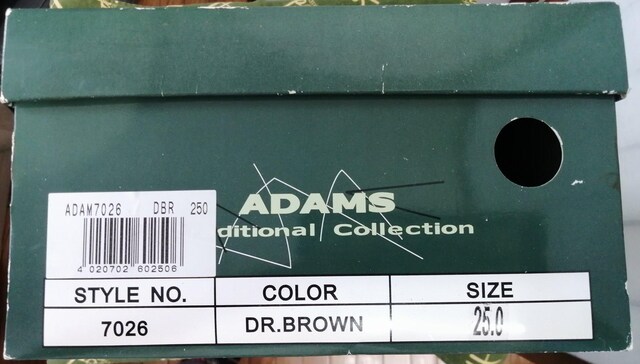 ADAMS
ditional Collection
ADAM7026 DBR 250
4 020702 602506
STYLE NO. COLOR SIZE
7026 DR.BROWN 25.0